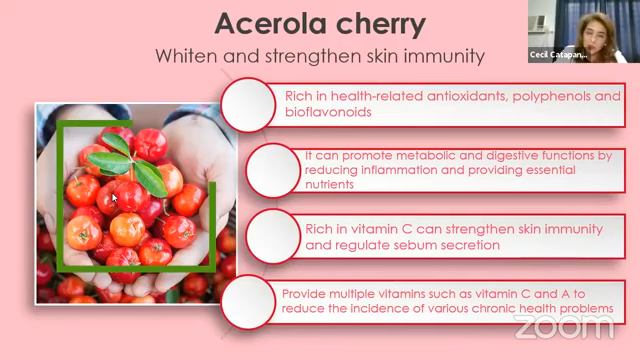 Acerola cherry
Whiten and strengthen skin immunity
Cecil Catapan...
Rich in health-related antioxidants, polyphenols and
bioflavonoids
It can promote metabolic and digestive functions by
reducing inflammation and providing essential
nutrients
Rich in vitamin C can strengthen skin immunity
and regulate sebum secretion
Provide multiple vitamins such as vitamin C and A to
reduce the incidence of various chronic health problems
zoom